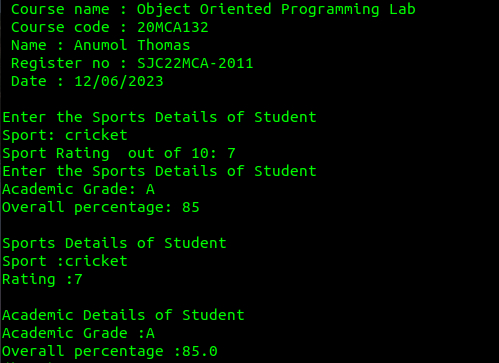 Course name : Object Oriented Programming Lab
Course code : 20MCA132
Name : Anumol Thomas
Register no : SJC22MCA-2011
Date : 12/06/2023
Enter the Sports Details of Student
Sport: cricket
Sport Rating  out of 10: 7
Enter the Sports Details of Student
Academic Grade: A
Overall percentage: 85
Sports Details of Student
Sport :cricket
Rating :7
Academic Details of Student
Academic Grade :A
Overall percentage :85.0